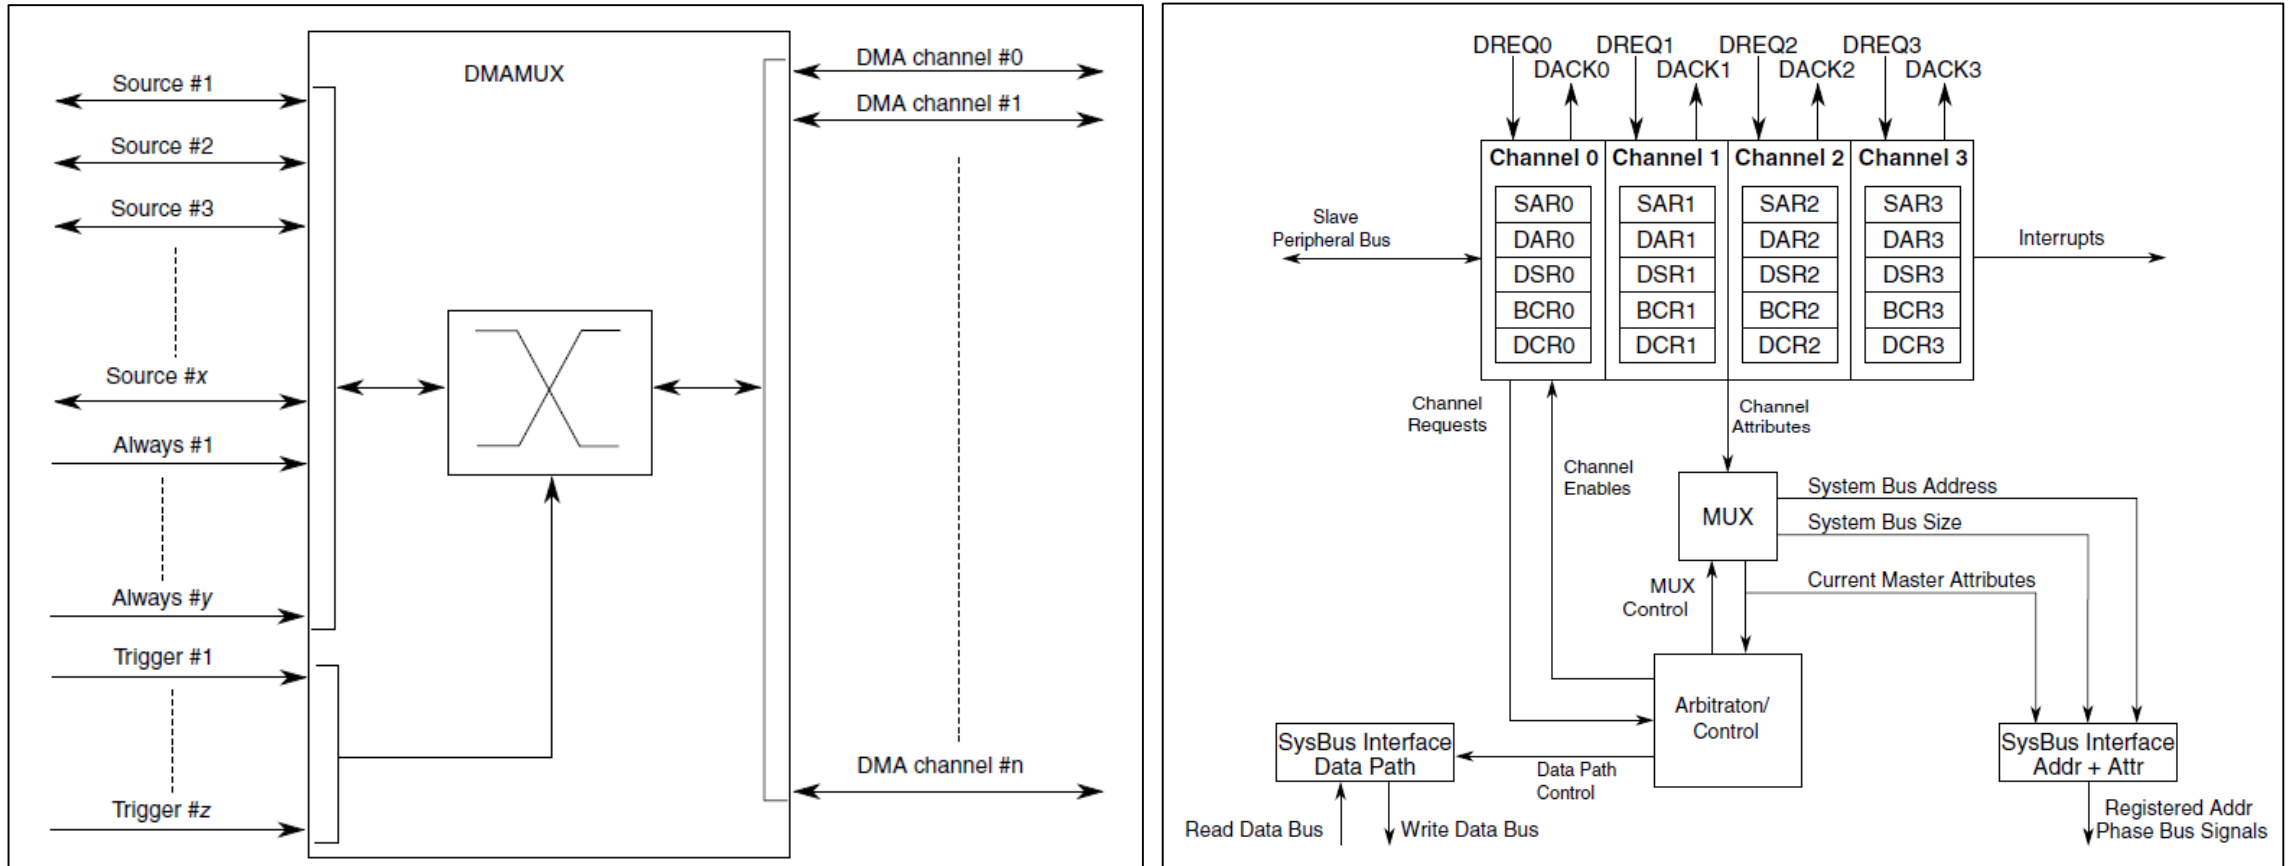 DMAMUX
Source #1
Source #2
Source #3
Source #x
Always #1
Always #y
Trigger #1
Trigger #z
DMA channel #0
DMA channel #1
DMA channel #n
DREQ0 DREQ1 DREQ2 DREQ3
DACK0 DACK1 DACK2 DACK3
Channel 0 Channel 1 Channel 2 Channel 3
SAR0 SAR1 SAR2 SAR3
DAR0 DAR1 DAR2 DAR3
DSR0 DSR1 DSR2 DSR3
BCR0 BCR1 BCR2 BCR3
DCR0 DCR1 DCR2 DCR3
Slave
Peripheral Bus
Interrupts
Channel
Requests
Channel
Enables
Channel
Attributes
MUX
System Bus Address
System Bus Size
Current Master Attributes
MUX
Control
Arbitraton/
Control
SysBus Interface
Data Path
Data Path
Control
Read Data Bus
Write Data Bus
SysBus Interface
Addr + Attr
Registered Addr
Phase Bus Signals